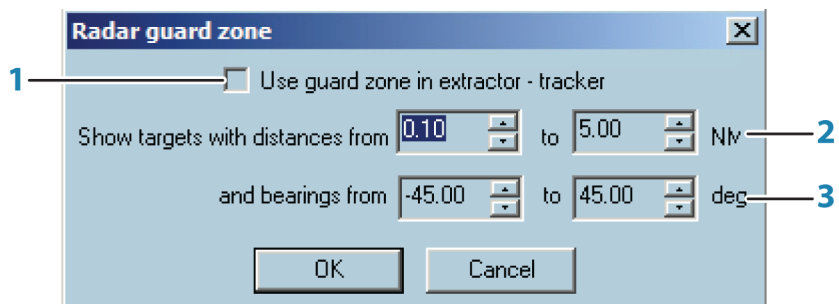 Radar guard zone
1 Use guard zone in extractor - tracker
Show targets with distances from 0.10 to 5.00 NM 2
and bearings from -45.00 to 45.00 deg 3
OK Cancel